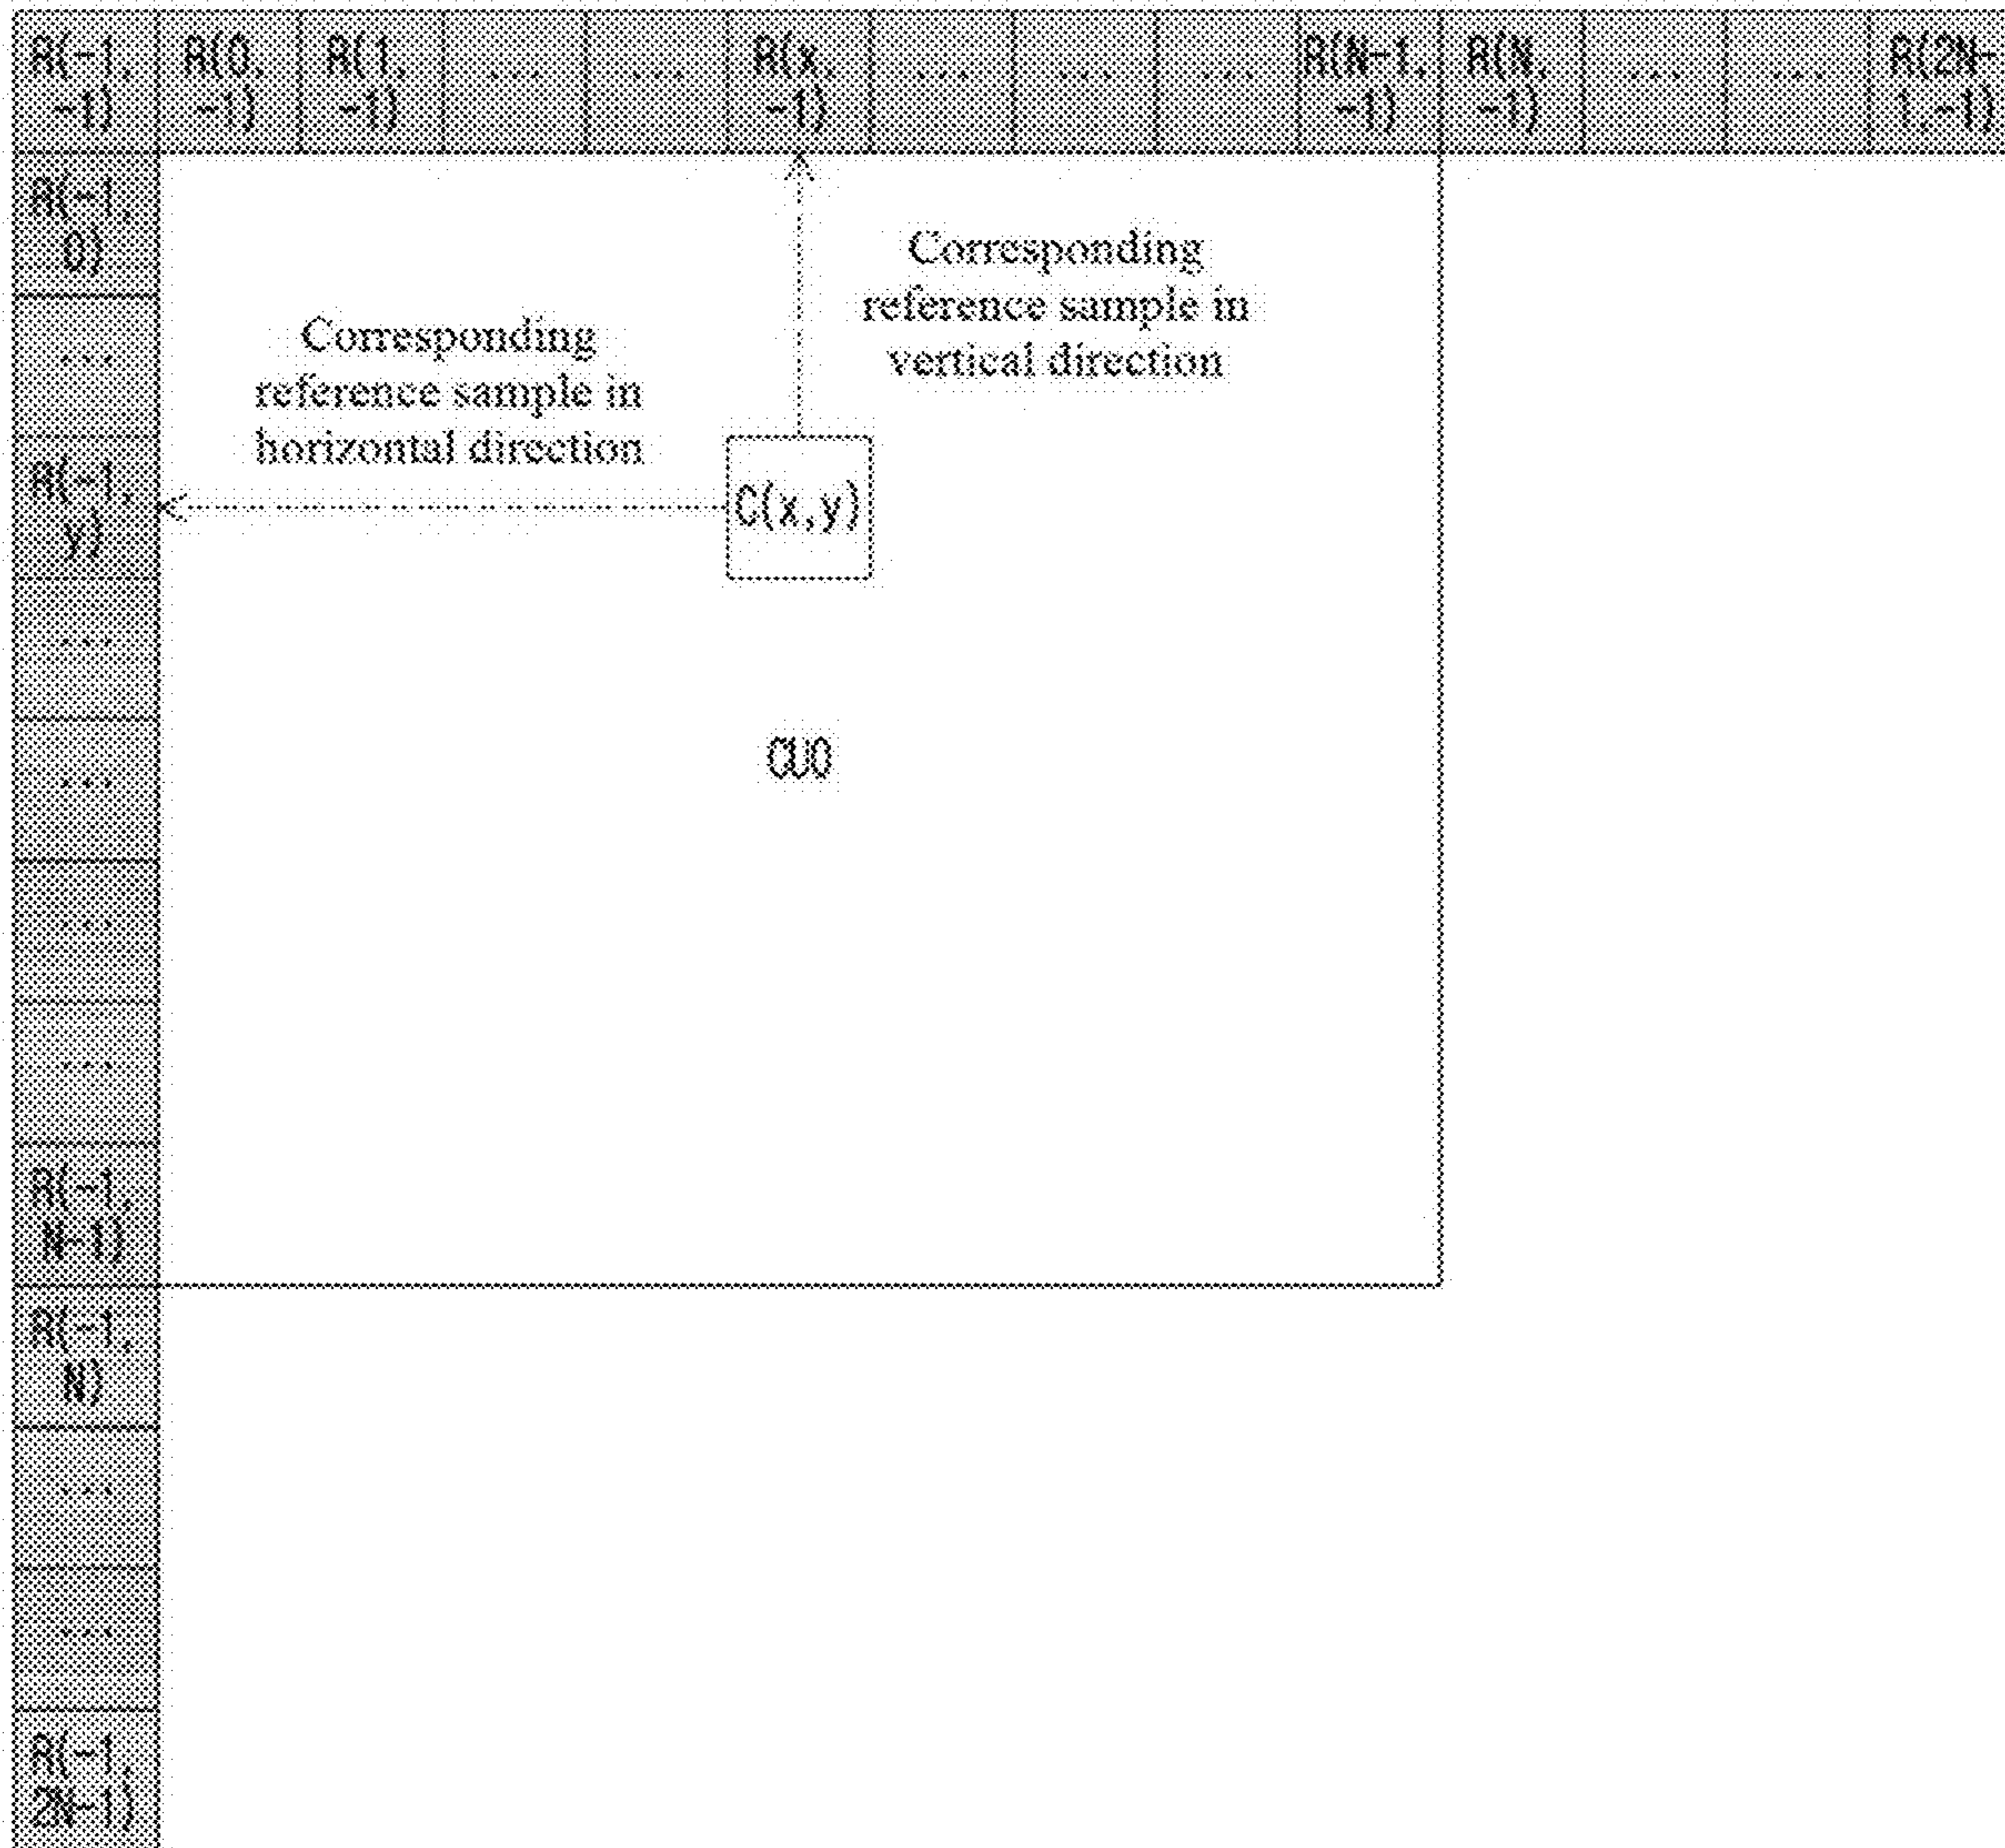 R(-1,
-1)
R(0,
-1)
R(1,
-1)
...
...
R(x,
-1)
...
...
...
R(N-1,
-1)
R(N,
-1)
...
...
R(2N-
1,-1)
R(-1,
0)
...
R(-1,
y)
...
...
...
...
R(-1,
N-1)
R(-1,
N)
...
...
R(-1,
2N-1)
Corresponding
reference sample in
vertical direction
Corresponding
reference sample in
horizontal direction
C(x,y)
CU0